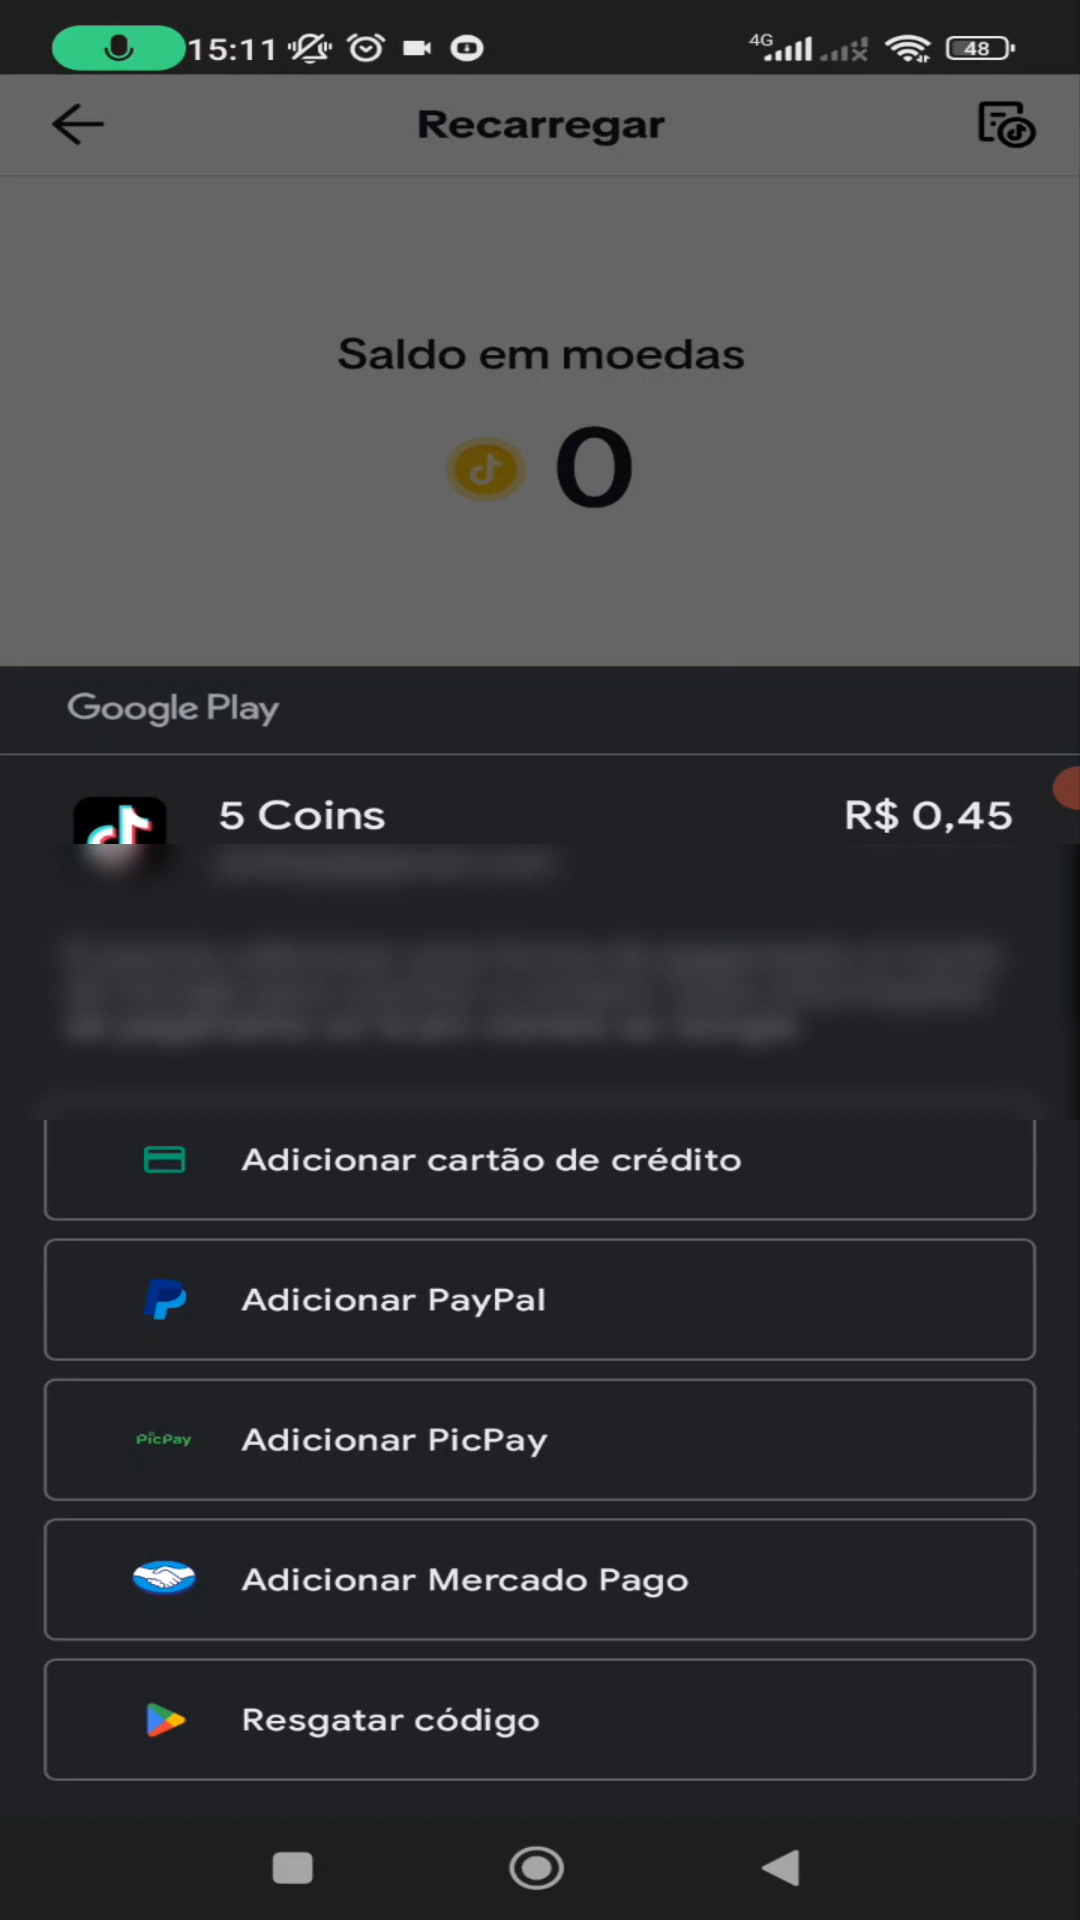 15:11
4G
48
Recarregar
Saldo em moedas
0
Google Play
5 Coins
R$ 0,45
Adicionar cartão de crédito
Adicionar PayPal
PicPay
Adicionar PicPay
Adicionar Mercado Pago
Resgatar código